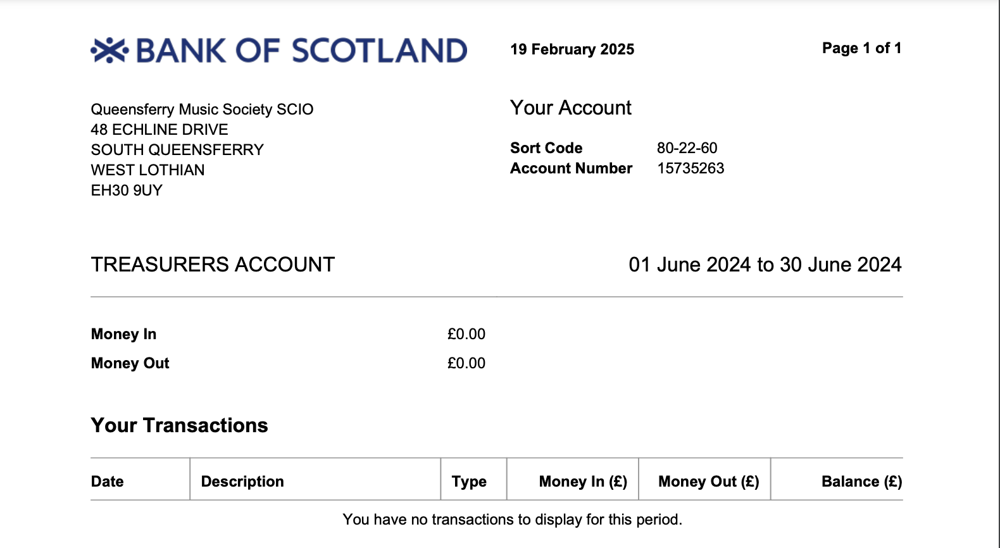 BANK OF SCOTLAND
19 February 2025
Page 1 of 1
Queensferry Music Society SCIO
48 ECHLINE DRIVE
SOUTH QUEENSFERRY
WEST LOTHIAN
EH30 9UY
Your Account
Sort Code 80-22-60
Account Number 15735263
TREASURERS ACCOUNT
01 June 2024 to 30 June 2024
Money In £0.00
Money Out £0.00
Your Transactions
Date Description Type Money In (£) Money Out (£) Balance (£)
You have no transactions to display for this period.